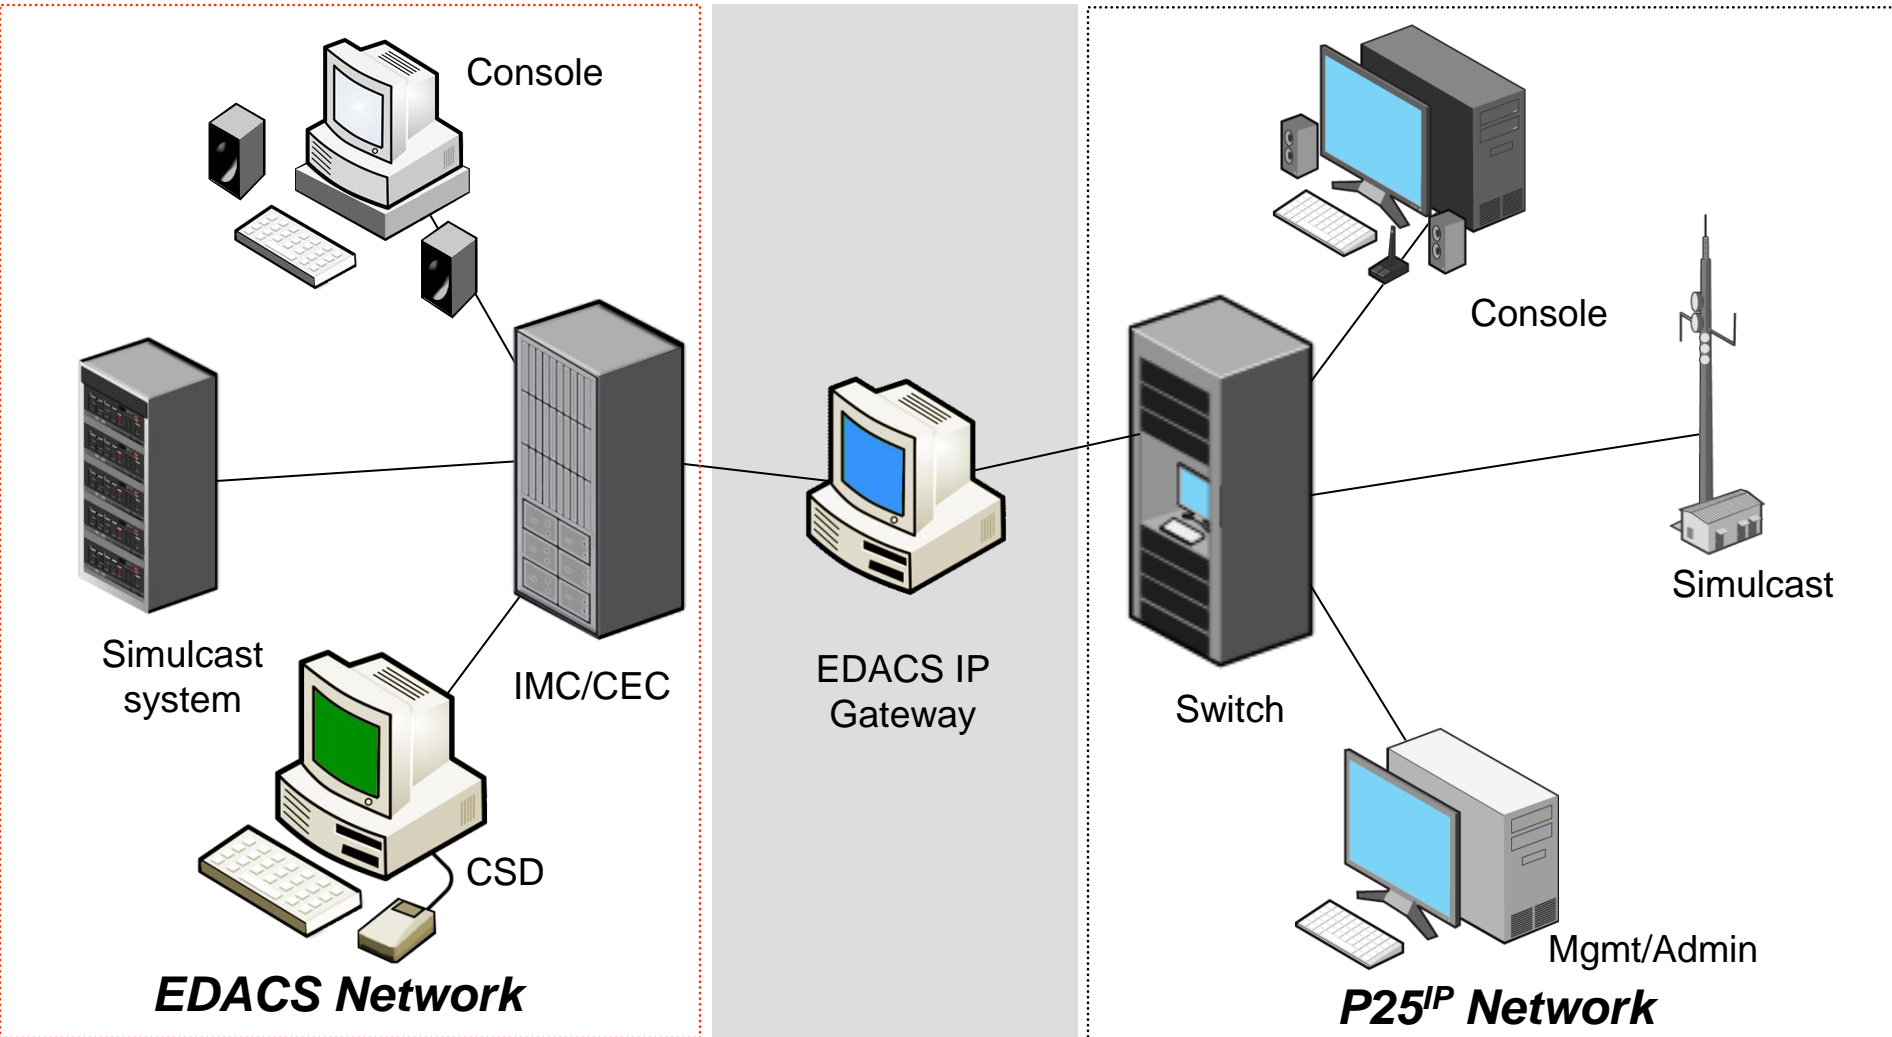 Console
Simulcast
system
IMC/CEC
CSD
EDACS Network
EDACS IP
Gateway
Console
Simulcast
Switch
Mgmt/Admin
P25IP Network